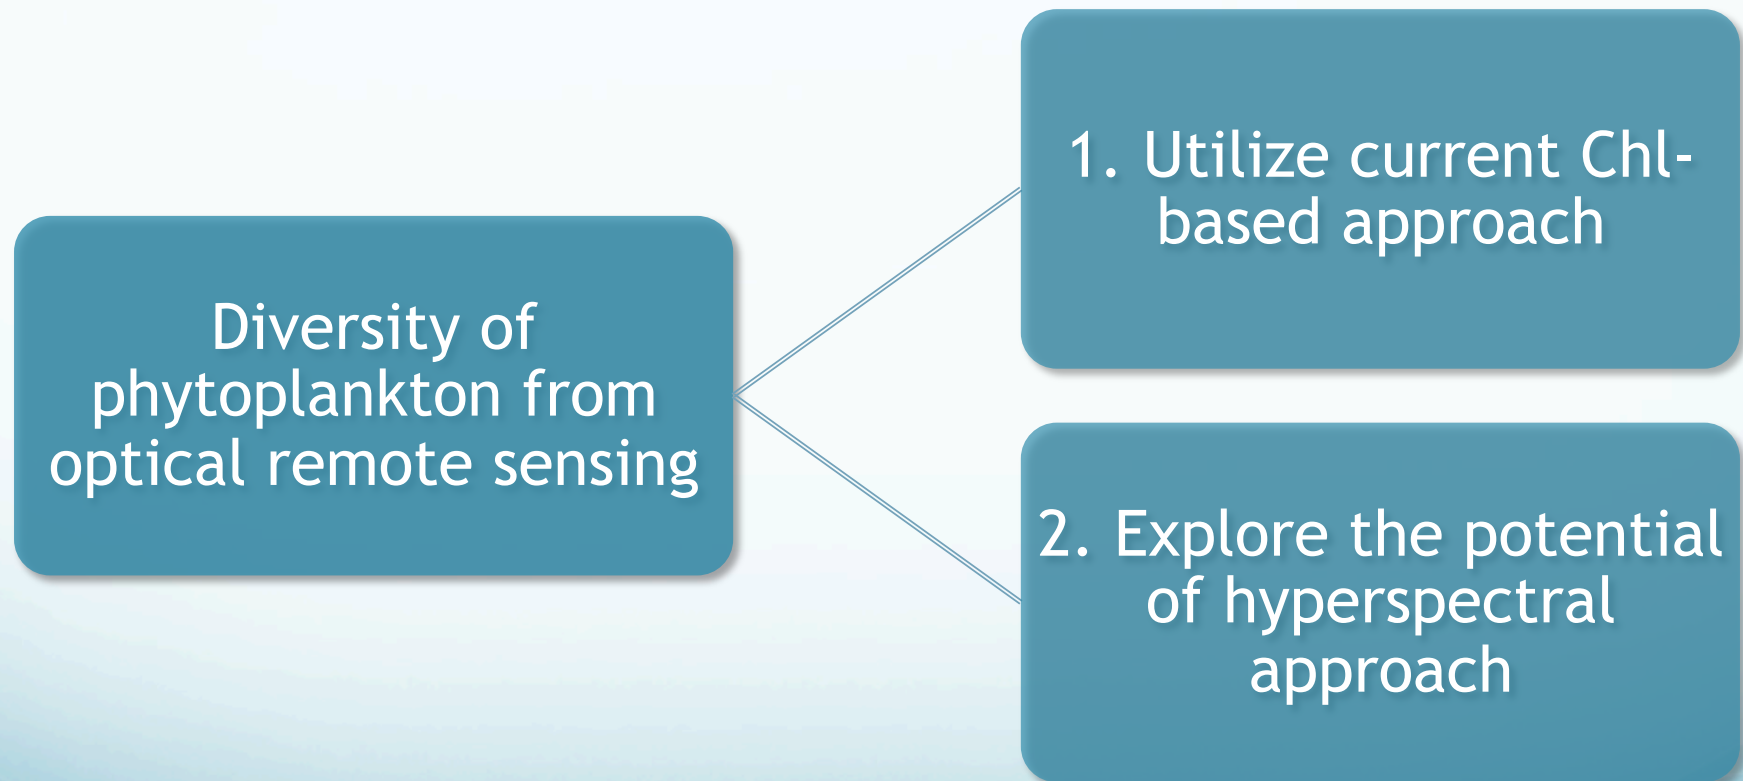 Diversity of
phytoplankton from
optical remote sensing
1. Utilize current Chl-
based approach
2. Explore the potential
of hyperspectral
approach